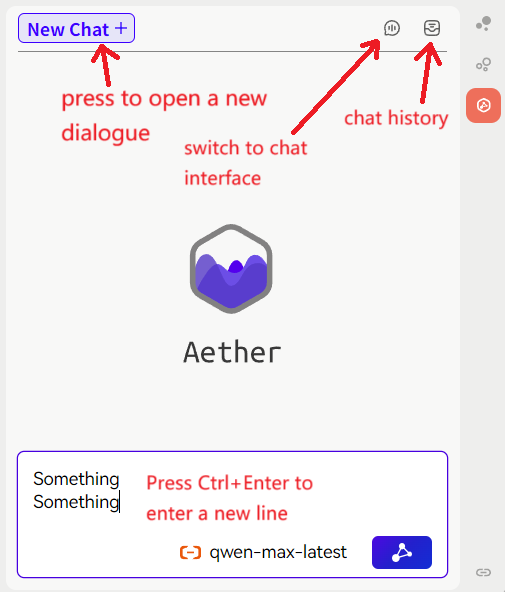 New Chat +
press to open a new
dialogue
switch to chat
interface
chat history
Aether
Something
Something
Press Ctrl+Enter to
enter a new line
qwen-max-latest